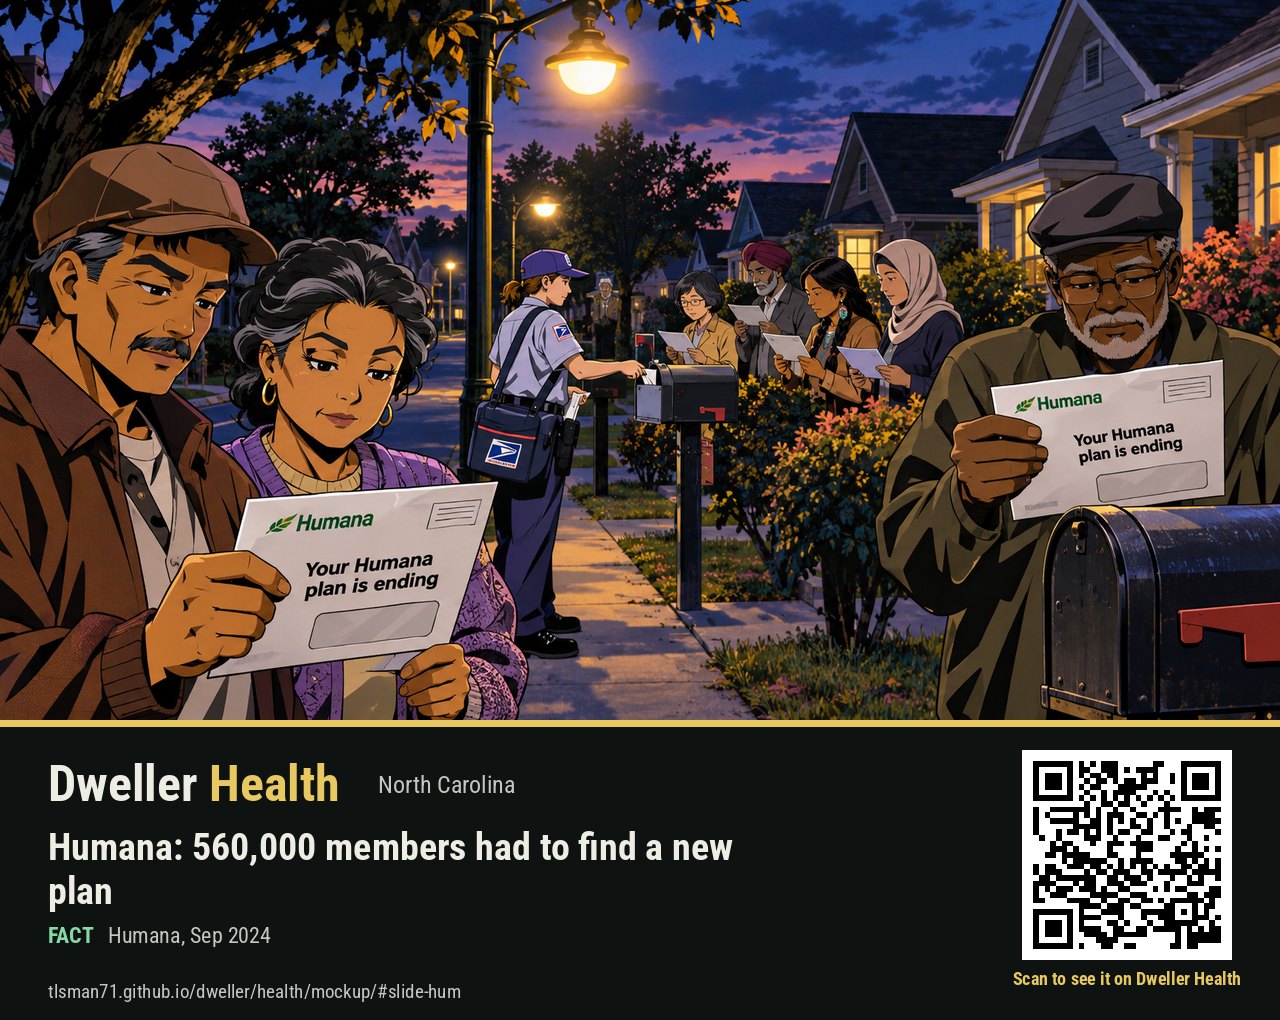 Humana
Your Humana
plan is ending
Humana
Your Humana
plan is ending
Dweller Health
North Carolina
Humana: 560,000 members had to find a new
plan
FACT Humana, Sep 2024
tlsman71.github.io/dweller/health/mockup/#slide-hum
Scan to see it on Dweller Health